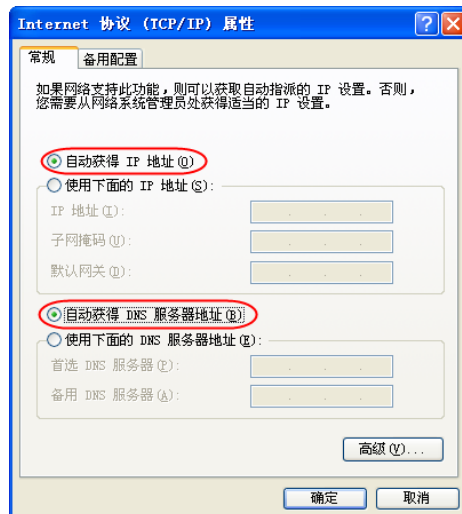 Internet 协议 (TCP/IP) 属性
常规 备用配置
如果网络支持此功能，则可以获取自动指派的 IP 设置。否则，
您需要从网络系统管理员处获得适当的 IP 设置。
自动获得 IP 地址(O)
使用下面的 IP 地址(S):
IP 地址(I):
子网掩码(U):
默认网关(D):
自动获得 DNS 服务器地址(B)
使用下面的 DNS 服务器地址(E):
首选 DNS 服务器(P):
备用 DNS 服务器(A):
高级(V)...
确定 取消